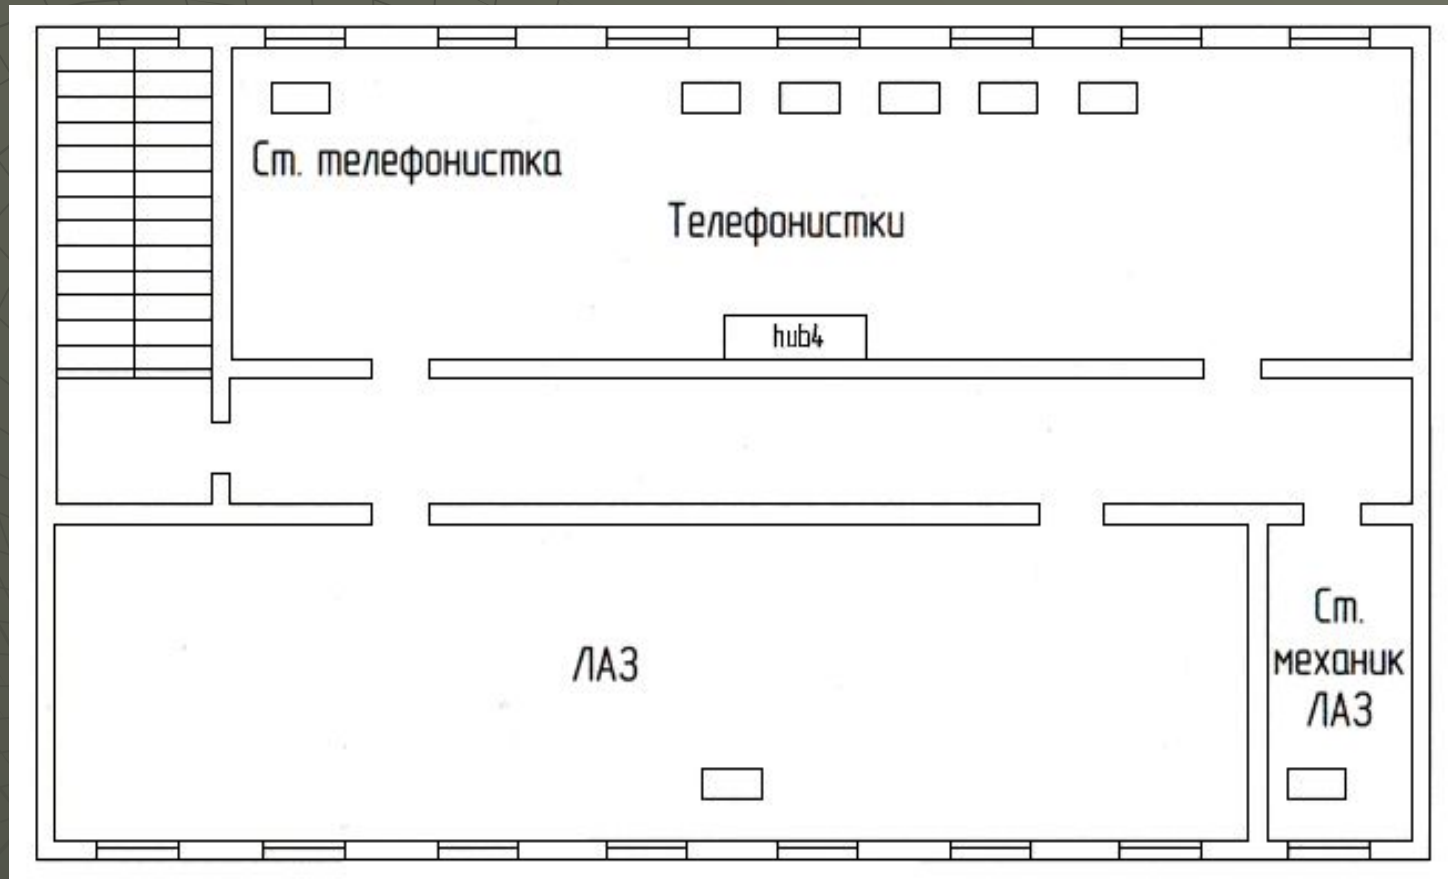 Ст. телефонистка
Телефонистки
hub4
ЛАЗ
Ст.
механик
ЛАЗ